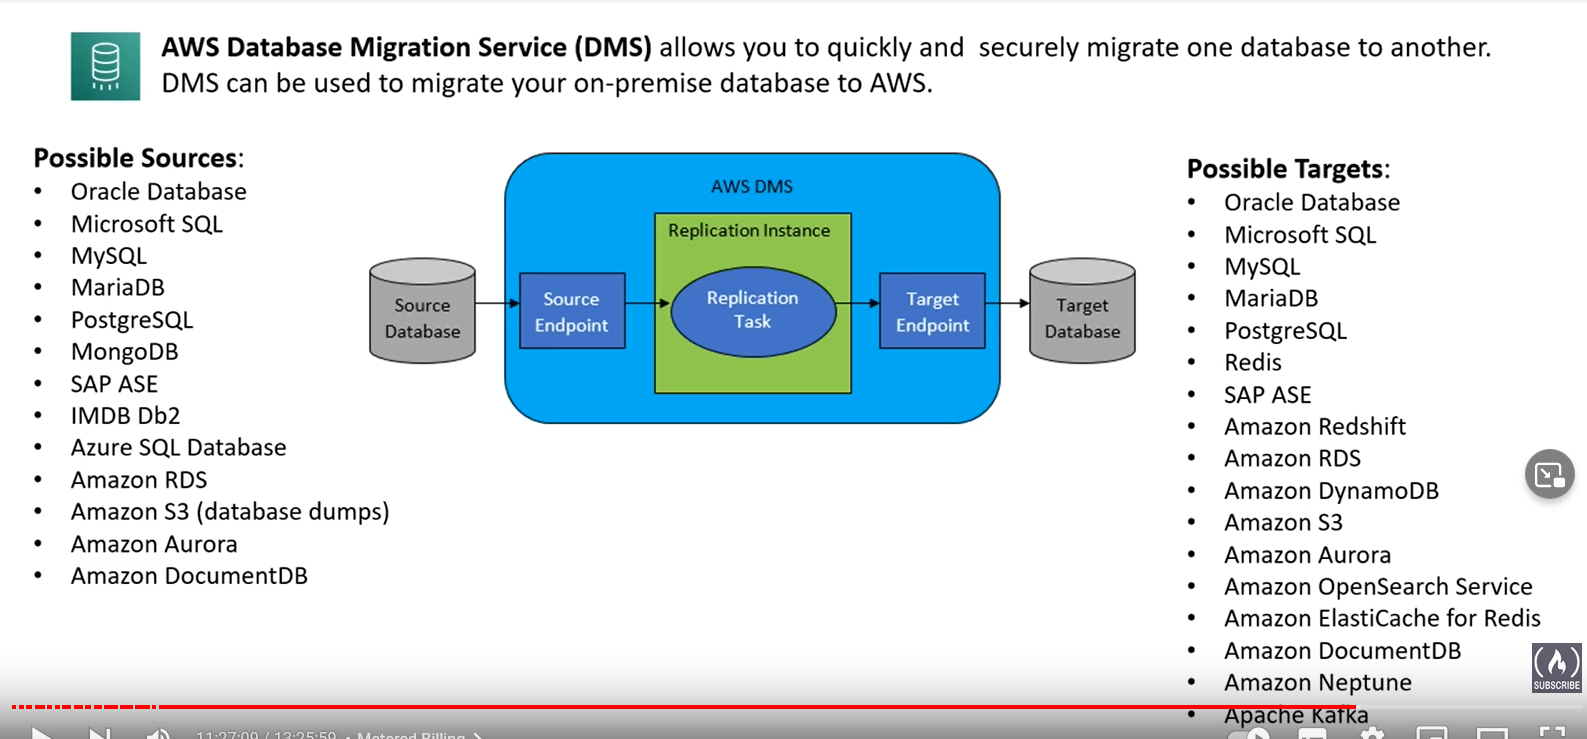 AWS Database Migration Service (DMS) allows you to quickly and securely migrate one database to another.
DMS can be used to migrate your on-premise database to AWS.
Possible Sources:
• Oracle Database
• Microsoft SQL
• MySQL
• MariaDB
• PostgreSQL
• MongoDB
• SAP ASE
• IMDB Db2
• Azure SQL Database
• Amazon RDS
• Amazon S3 (database dumps)
• Amazon Aurora
• Amazon DocumentDB
AWS DMS
Replication Instance
Source
Database
Source
Endpoint
Replication
Task
Target
Endpoint
Target
Database
Possible Targets:
• Oracle Database
• Microsoft SQL
• MySQL
• MariaDB
• PostgreSQL
• Redis
• SAP ASE
• Amazon Redshift
• Amazon RDS
• Amazon DynamoDB
• Amazon S3
• Amazon Aurora
• Amazon OpenSearch Service
• Amazon ElastiCache for Redis
• Amazon DocumentDB
• Amazon Neptune
• Apache Kafka
SUBSCRIBE
11:27:09 / 13:25:59 • Metered Billing